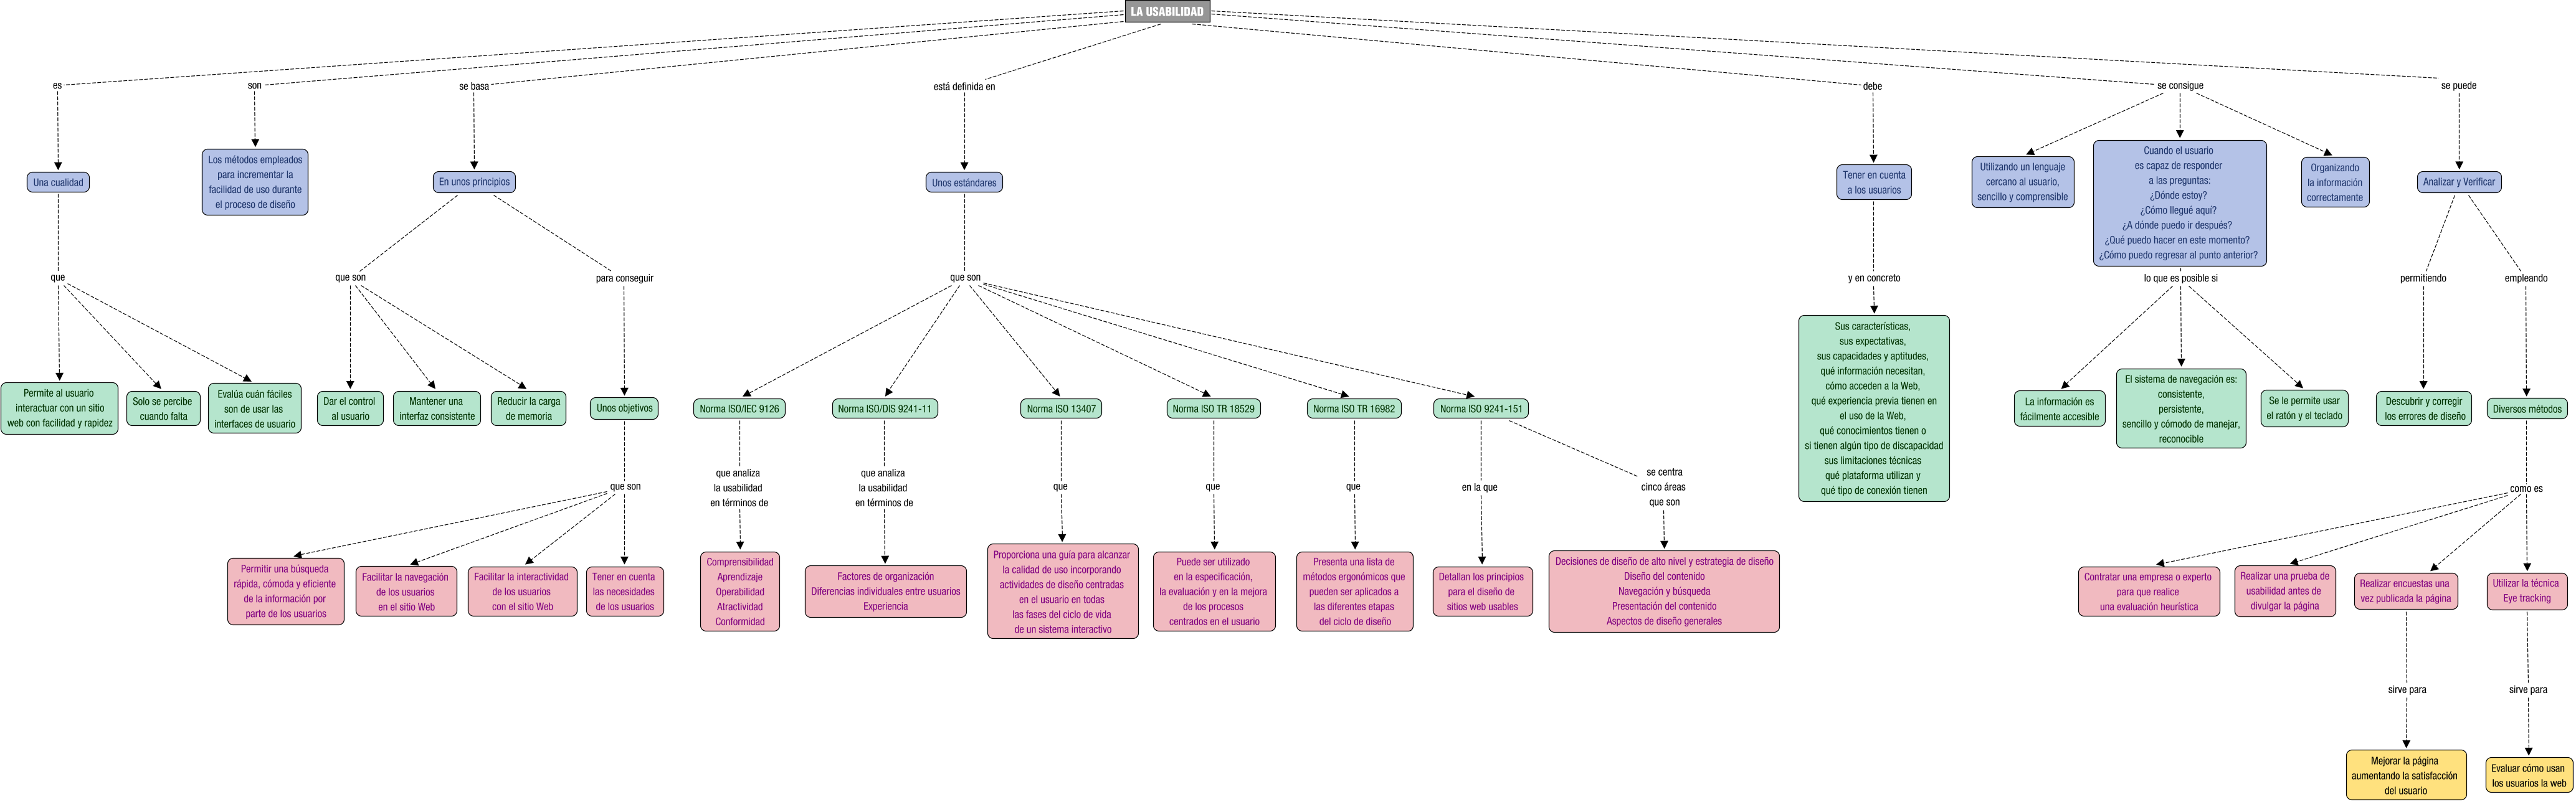 LA USABILIDAD
es
son
se basa
está definida en
debe
se consigue
se puede
Una cualidad
Los métodos empleados
para incrementar la
facilidad de uso durante
el proceso de diseño
En unos principios
Unos estándares
Tener en cuenta
a los usuarios
Utilizando un lenguaje
cercano al usuario,
sencillo y comprensible
Cuando el usuario
es capaz de responder
a las preguntas:
¿Dónde estoy?
¿Cómo llegué aquí?
¿A dónde puedo ir después?
¿Qué puedo hacer en este momento?
¿Cómo puedo regresar al punto anterior?
Organizando
la información
correctamente
Analizar y Verificar
que
que son
para conseguir
que son
y en concreto
lo que es posible si
permitiendo
empleando
Permite al usuario
interactuar con un sitio
web con facilidad y rapidez
Solo se percibe
cuando falta
Evalúa cuán fáciles
son de usar las
interfaces de usuario
Dar el control
al usuario
Mantener una
interfaz consistente
Reducir la carga
de memoria
Unos objetivos
Norma ISO/IEC 9126
Norma ISO/DIS 9241-11
Norma ISO 13407
Norma ISO TR 18529
Norma ISO TR 16982
Norma ISO 9241-151
Sus características,
sus expectativas,
sus capacidades y aptitudes,
qué información necesitan,
cómo acceden a la Web,
qué experiencia previa tienen en
el uso de la Web,
qué conocimientos tienen o
si tienen algún tipo de discapacidad
sus limitaciones técnicas
qué plataforma utilizan y
qué tipo de conexión tienen
La información es
fácilmente accesible
El sistema de navegación es:
consistente,
persistente,
sencillo y cómodo de manejar,
reconocible
Se le permite usar
el ratón y el teclado
Descubrir y corregir
los errores de diseño
Diversos métodos
que son
que analiza
la usabilidad
en términos de
que analiza
la usabilidad
en términos de
que
que
que
en la que
se centra
cinco áreas
que son
como es
Permitir una búsqueda
rápida, cómoda y eficiente
de la información por
parte de los usuarios
Facilitar la navegación
de los usuarios
en el sitio Web
Facilitar la interactividad
de los usuarios
con el sitio Web
Tener en cuenta
las necesidades
de los usuarios
Comprensibilidad
Aprendizaje
Operabilidad
Atractividad
Conformidad
Factores de organización
Diferencias individuales entre usuarios
Experiencia
Proporciona una guía para alcanzar
la calidad de uso incorporando
actividades de diseño centradas
en el usuario en todas
las fases del ciclo de vida
de un sistema interactivo
Puede ser utilizado
en la especificación,
la evaluación y en la mejora
de los procesos
centrados en el usuario
Presenta una lista de
métodos ergonómicos que
pueden ser aplicados a
las diferentes etapas
del ciclo de diseño
Detallan los principios
para el diseño de
sitios web usables
Decisiones de diseño de alto nivel y estrategia de diseño
Diseño del contenido
Navegación y búsqueda
Presentación del contenido
Aspectos de diseño generales
Contratar una empresa o experto
para que realice
una evaluación heurística
Realizar una prueba de
usabilidad antes de
divulgar la página
Realizar encuestas una
vez publicada la página
Utilizar la técnica
Eye tracking
sirve para
sirve para
Mejorar la página
aumentando la satisfacción
del usuario
Evaluar cómo usan
los usuarios la web